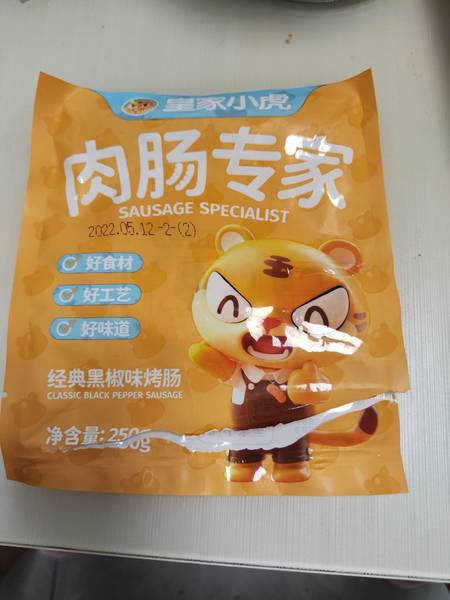 皇家小虎
肉肠专家
SAUSAGE SPECIALIST
2022.05.12-2-(2)
好食材
好工艺
好味道
经典黑椒味烤肠
CLASSIC BLACK PEPPER SAUSAGE
净含量: 250g